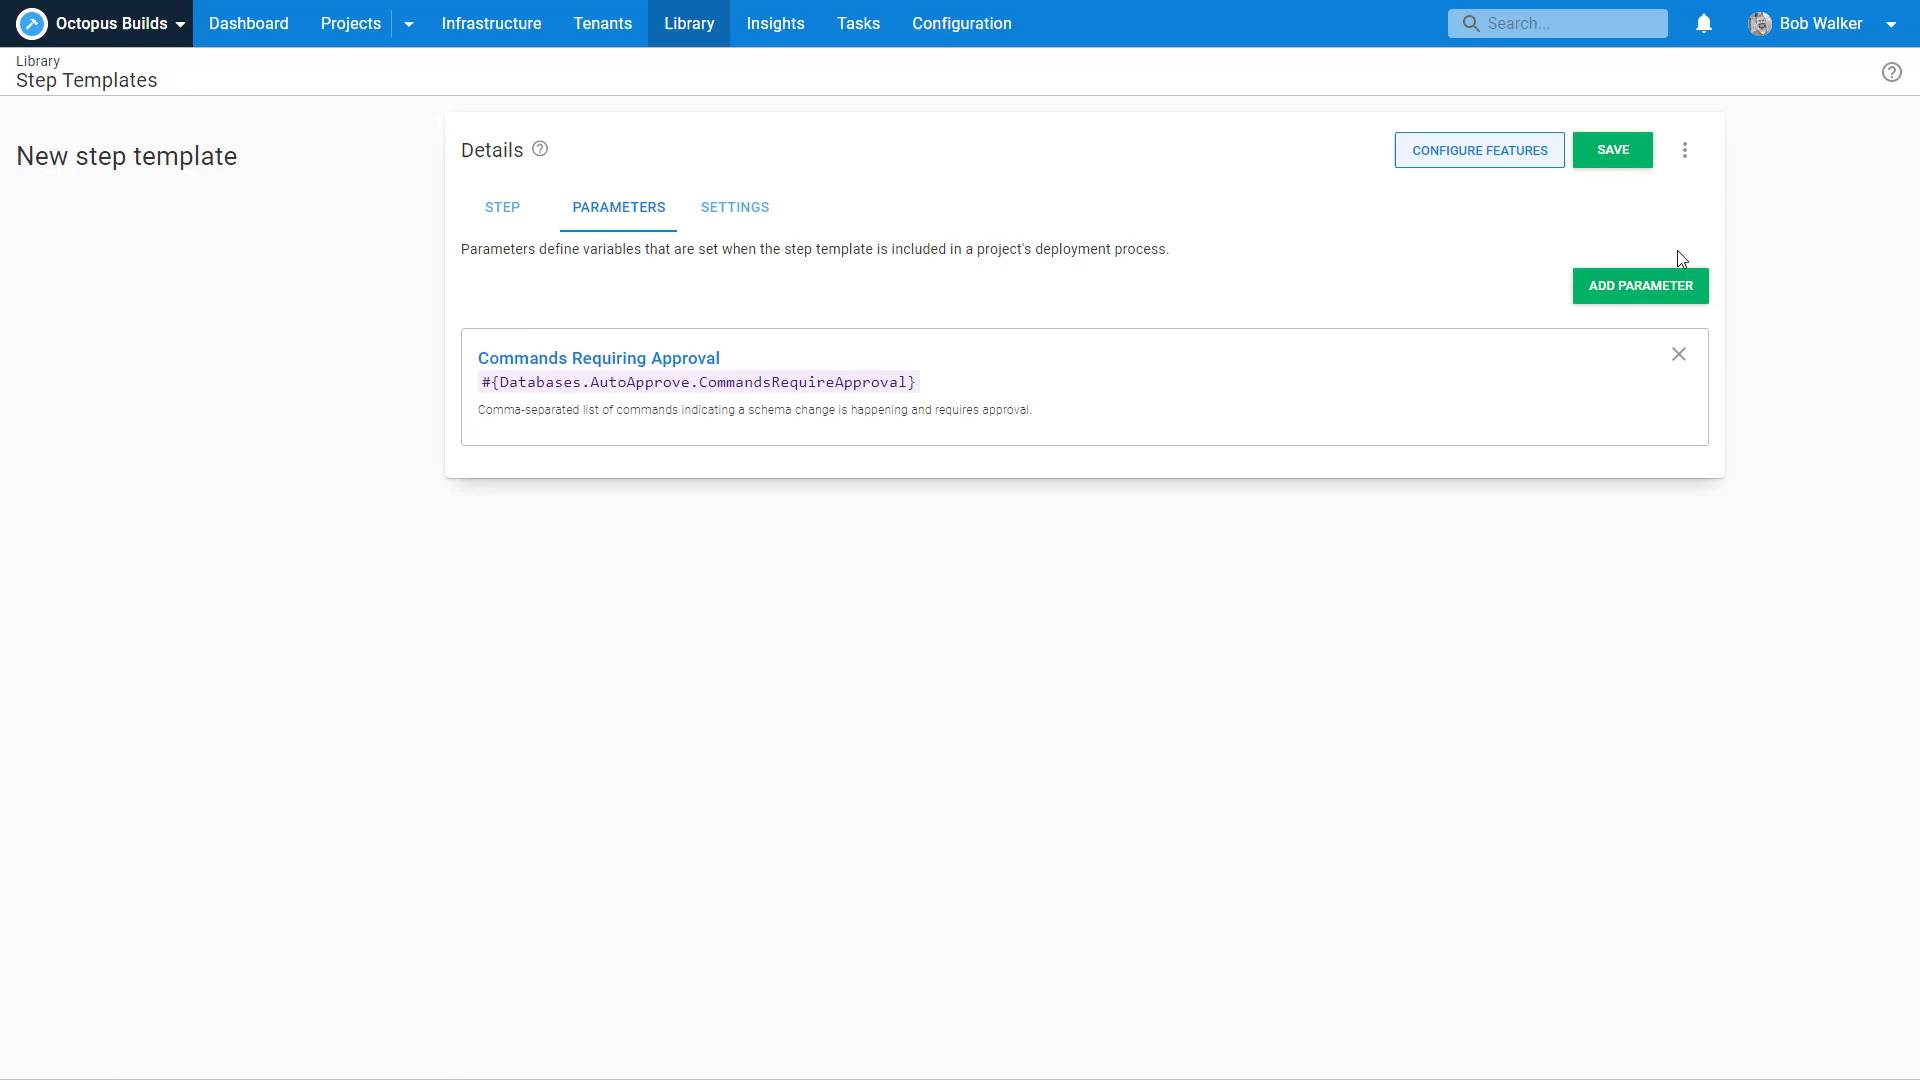 Octopus Builds
Dashboard
Projects
Infrastructure
Tenants
Library
Insights
Tasks
Configuration
Search...
Bob Walker
Library
Step Templates
New step template
Details
CONFIGURE FEATURES
SAVE
STEP
PARAMETERS
SETTINGS
Parameters define variables that are set when the step template is included in a project's deployment process.
ADD PARAMETER
Commands Requiring Approval
#{Databases.AutoApprove.CommandsRequireApproval}
Comma-separated list of commands indicating a schema change is happening and requires approval.